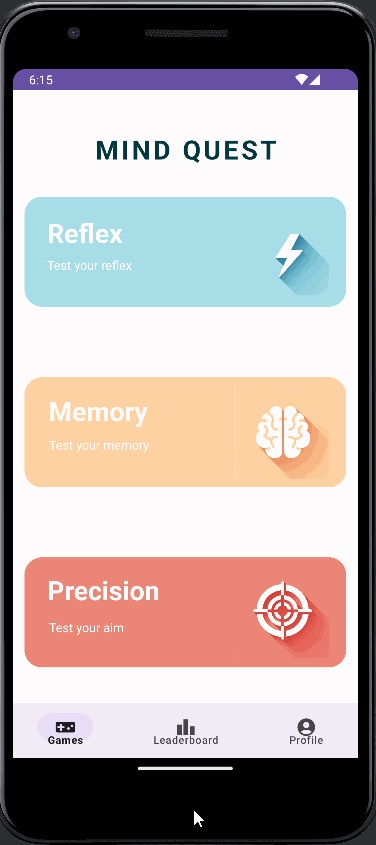 6:15
MIND QUEST
Reflex
Test your reflex
Memory
Test your memory
Precision
Test your aim
Games
Leaderboard
Profile